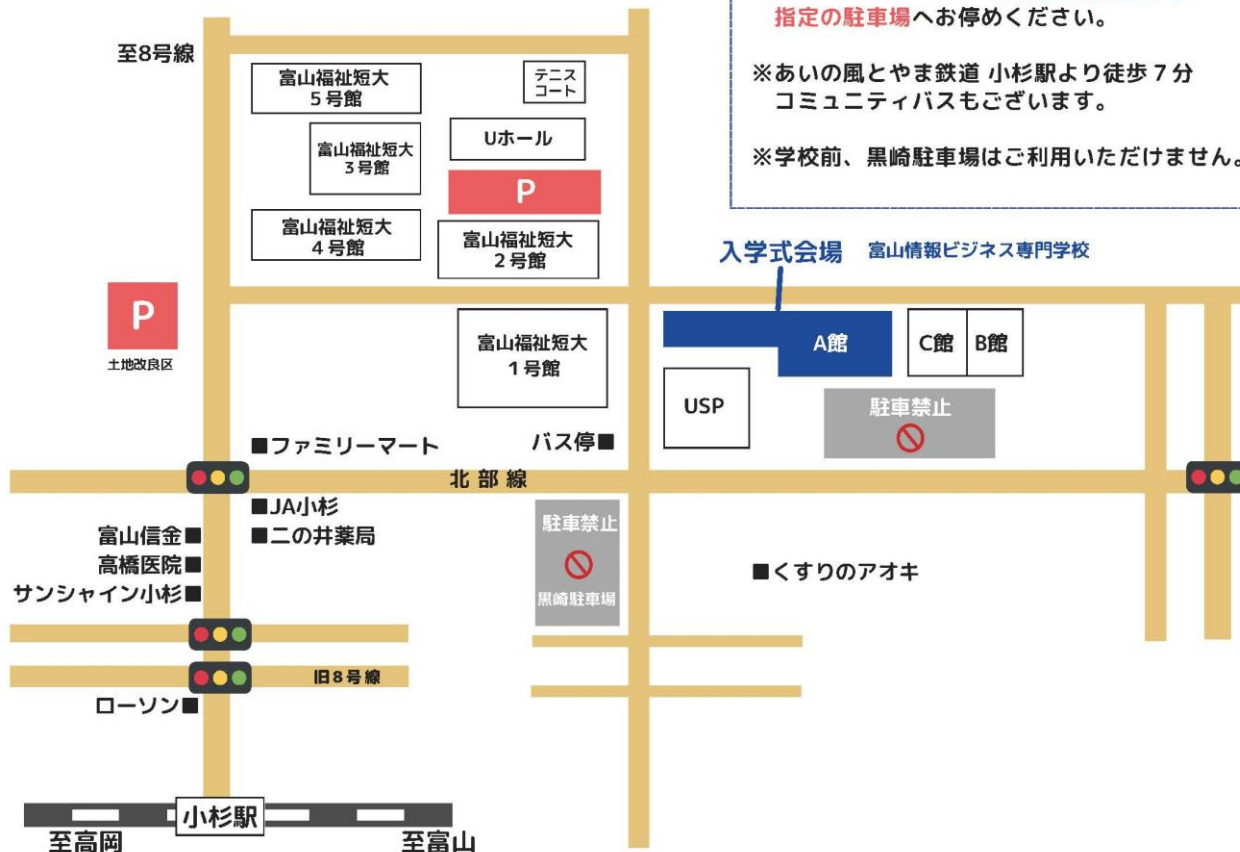 指定の駐車場へお停めください。
※あいの風とやま鉄道 小杉駅より徒歩７分
コミュニティバスもございます。
※学校前、黒崎駐車場はご利用いただけません。
至8号線
富山福祉短大
５号館
テニス
コート
富山福祉短大
３号館
Uホール
P
富山福祉短大
４号館
富山福祉短大
２号館
入学式会場 富山情報ビジネス専門学校
P
土地改良区
富山福祉短大
１号館
A館
C館
B館
USP
駐車禁止
■ファミリーマート
バス停■
北部線
■JA小杉
■二の井薬局
富山信金■
高橋医院■
サンシャイン小杉■
駐車禁止
黒崎駐車場
■くすりのアオキ
旧８号線
ローソン■
小杉駅
至高岡
至富山